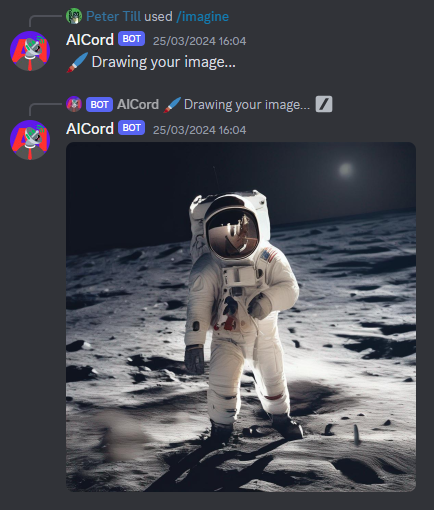 Peter Till used /imagine
AICord BOT 25/03/2024 16:04
Drawing your image...
BOT AICord Drawing your image...
AICord BOT 25/03/2024 16:04